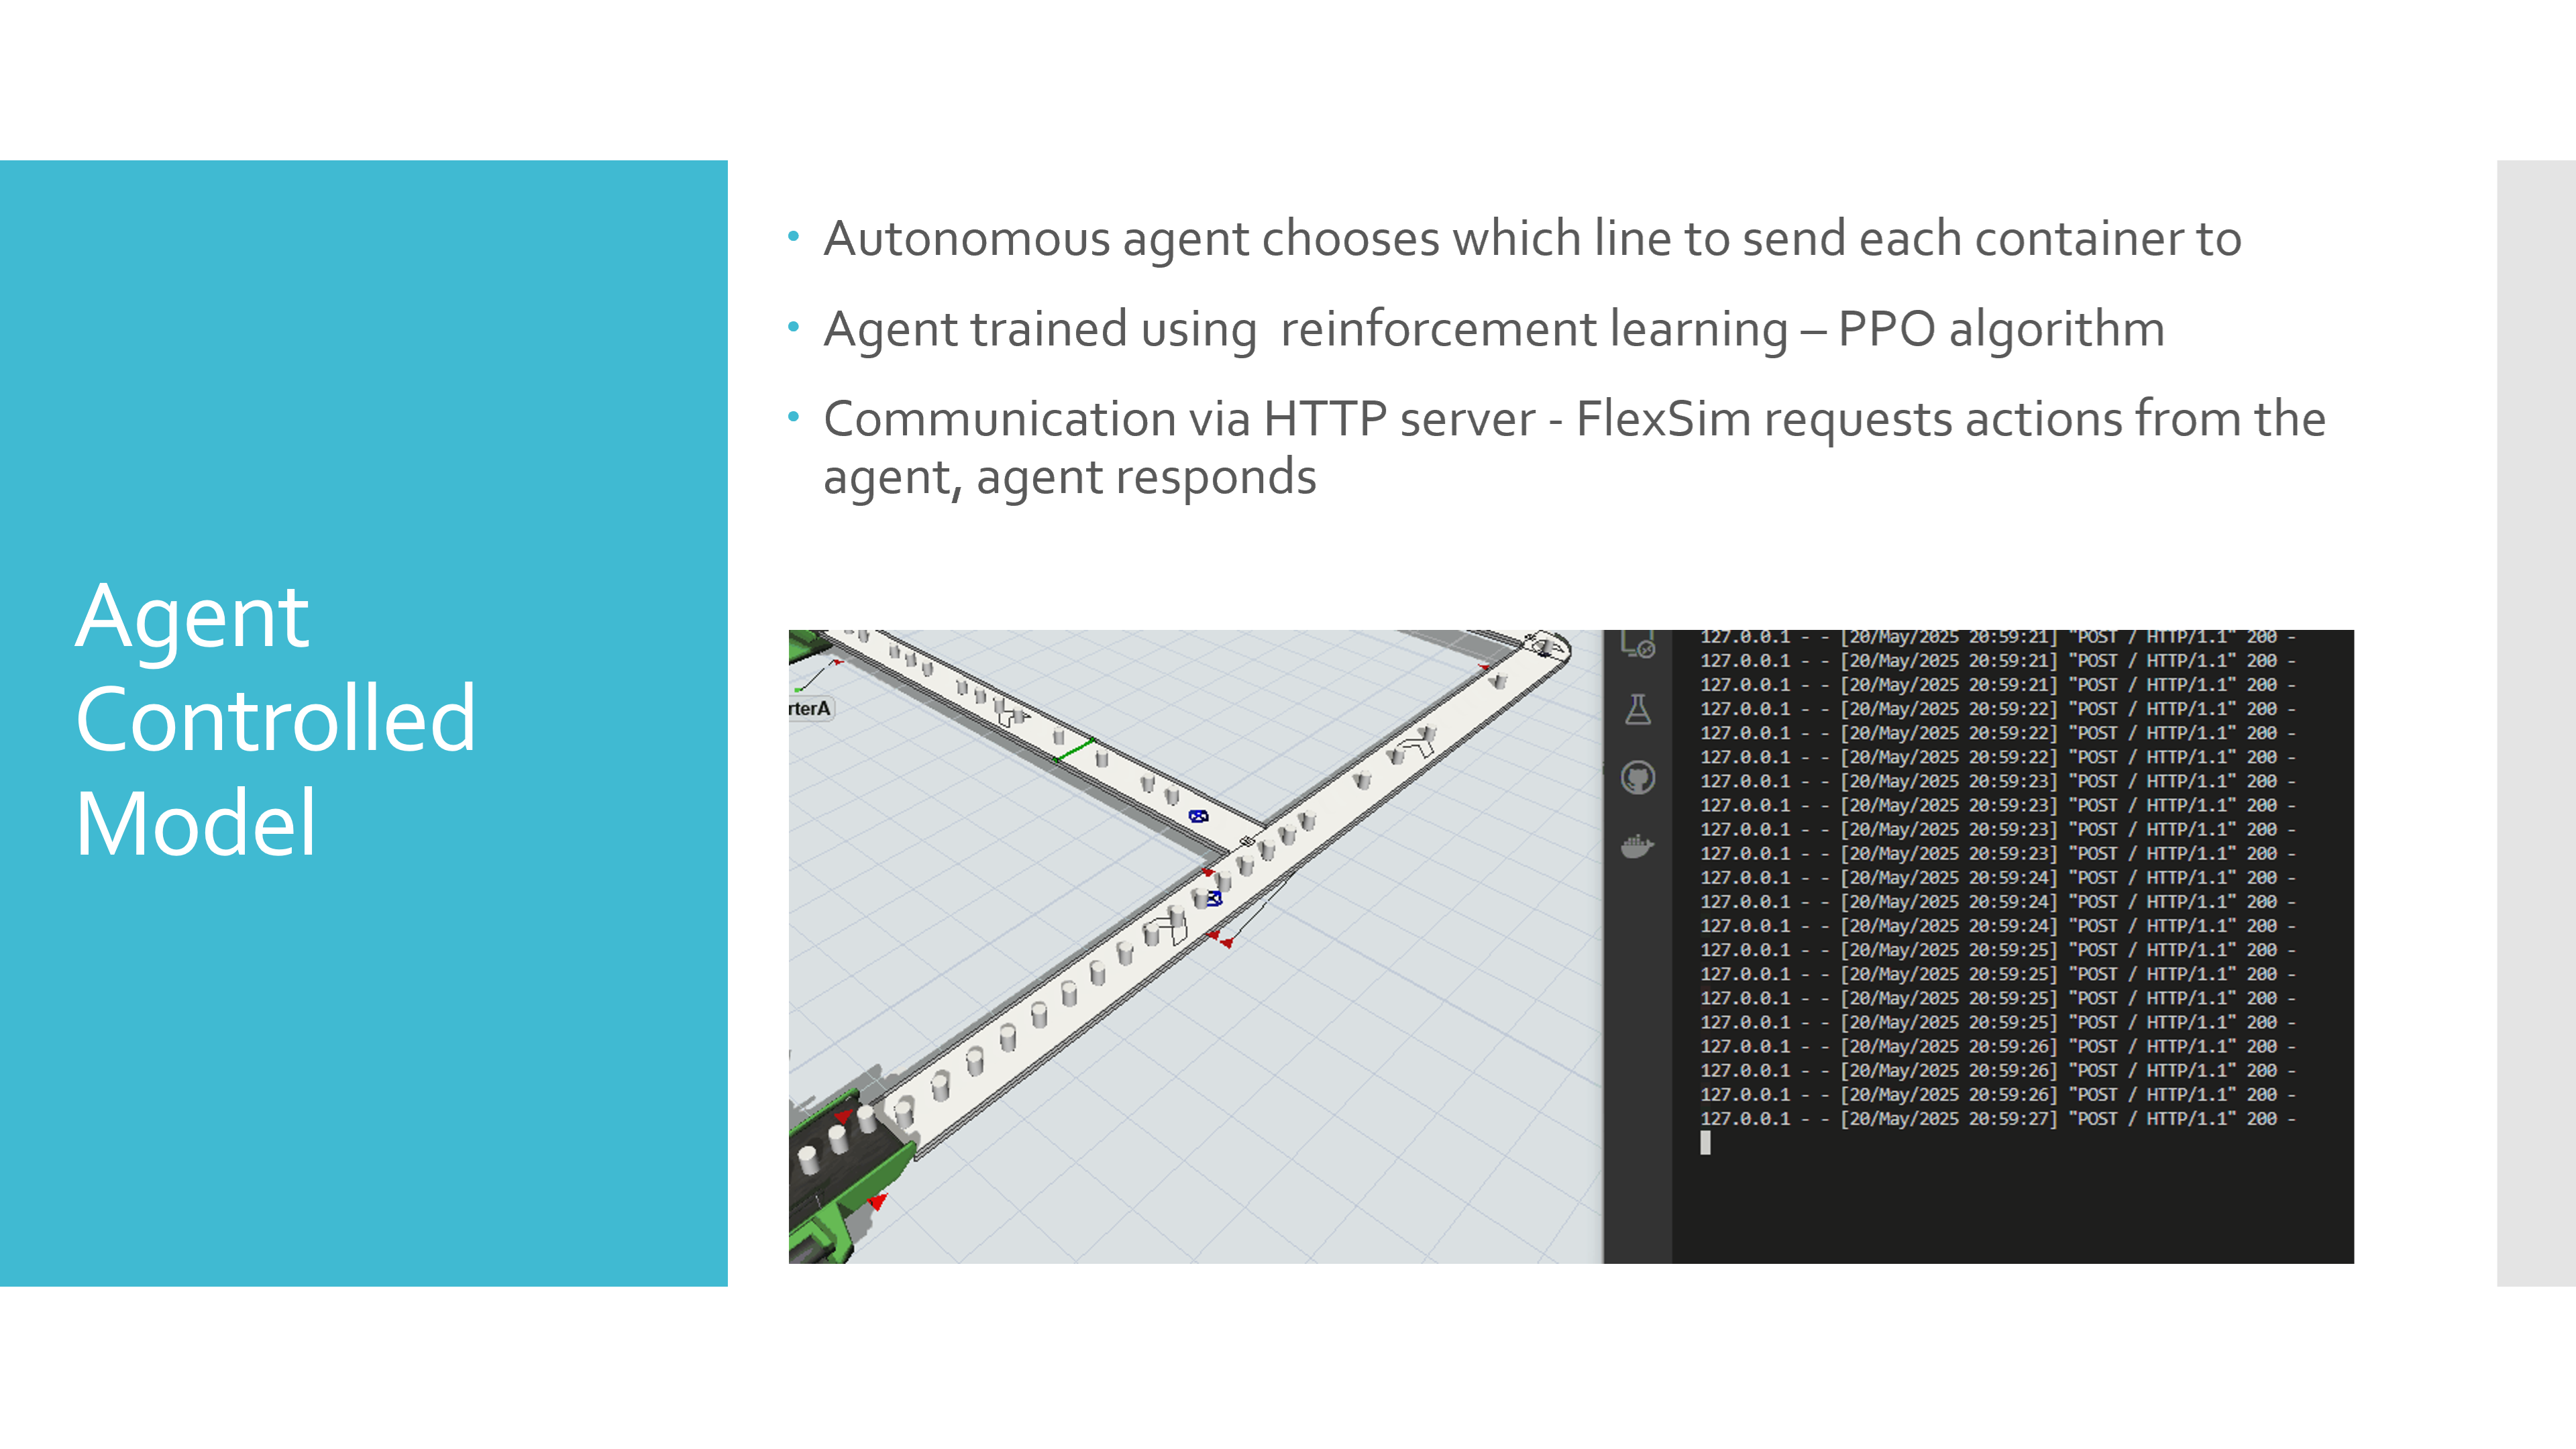 Agent
Controlled
Model
• Autonomous agent chooses which line to send each container to
• Agent trained using  reinforcement learning – PPO algorithm
• Communication via HTTP server - FlexSim requests actions from the
agent, agent responds
rterA
127.0.0.1 - - [20/May/2025 20:59:21] "POST / HTTP/1.1" 200 -
127.0.0.1 - - [20/May/2025 20:59:21] "POST / HTTP/1.1" 200 -
127.0.0.1 - - [20/May/2025 20:59:21] "POST / HTTP/1.1" 200 -
127.0.0.1 - - [20/May/2025 20:59:22] "POST / HTTP/1.1" 200 -
127.0.0.1 - - [20/May/2025 20:59:22] "POST / HTTP/1.1" 200 -
127.0.0.1 - - [20/May/2025 20:59:22] "POST / HTTP/1.1" 200 -
127.0.0.1 - - [20/May/2025 20:59:23] "POST / HTTP/1.1" 200 -
127.0.0.1 - - [20/May/2025 20:59:23] "POST / HTTP/1.1" 200 -
127.0.0.1 - - [20/May/2025 20:59:23] "POST / HTTP/1.1" 200 -
127.0.0.1 - - [20/May/2025 20:59:23] "POST / HTTP/1.1" 200 -
127.0.0.1 - - [20/May/2025 20:59:24] "POST / HTTP/1.1" 200 -
127.0.0.1 - - [20/May/2025 20:59:24] "POST / HTTP/1.1" 200 -
127.0.0.1 - - [20/May/2025 20:59:24] "POST / HTTP/1.1" 200 -
127.0.0.1 - - [20/May/2025 20:59:25] "POST / HTTP/1.1" 200 -
127.0.0.1 - - [20/May/2025 20:59:25] "POST / HTTP/1.1" 200 -
127.0.0.1 - - [20/May/2025 20:59:25] "POST / HTTP/1.1" 200 -
127.0.0.1 - - [20/May/2025 20:59:25] "POST / HTTP/1.1" 200 -
127.0.0.1 - - [20/May/2025 20:59:26] "POST / HTTP/1.1" 200 -
127.0.0.1 - - [20/May/2025 20:59:26] "POST / HTTP/1.1" 200 -
127.0.0.1 - - [20/May/2025 20:59:26] "POST / HTTP/1.1" 200 -
127.0.0.1 - - [20/May/2025 20:59:27] "POST / HTTP/1.1" 200 -